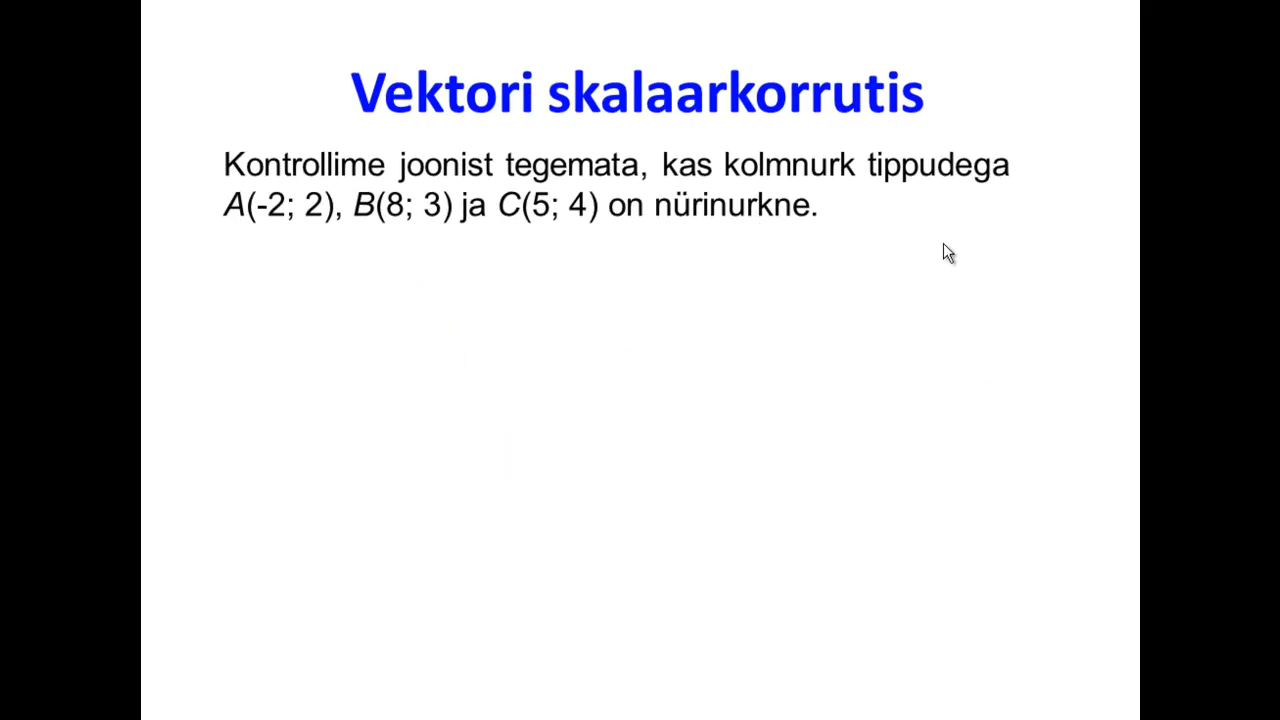 Vektori skalaarkorrutis
Kontrollime joonist tegemata, kas kolmnurk tippudega
A(-2; 2), B(8; 3) ja C(5; 4) on nürinurkne.